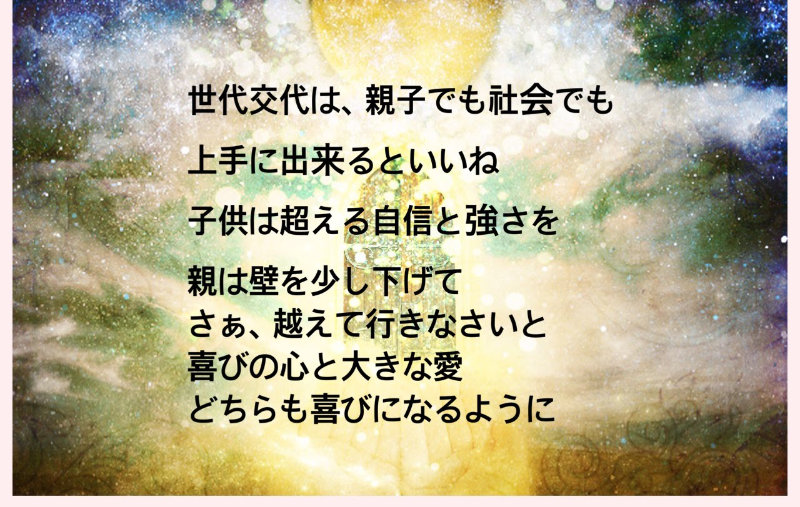 世代交代は、親子でも社会でも
上手に出来るといいね
子供は超える自信と強さを
親は壁を少し下げて
さぁ、越えて行きなさいと
喜びの心と大きな愛
どちらも喜びになるように